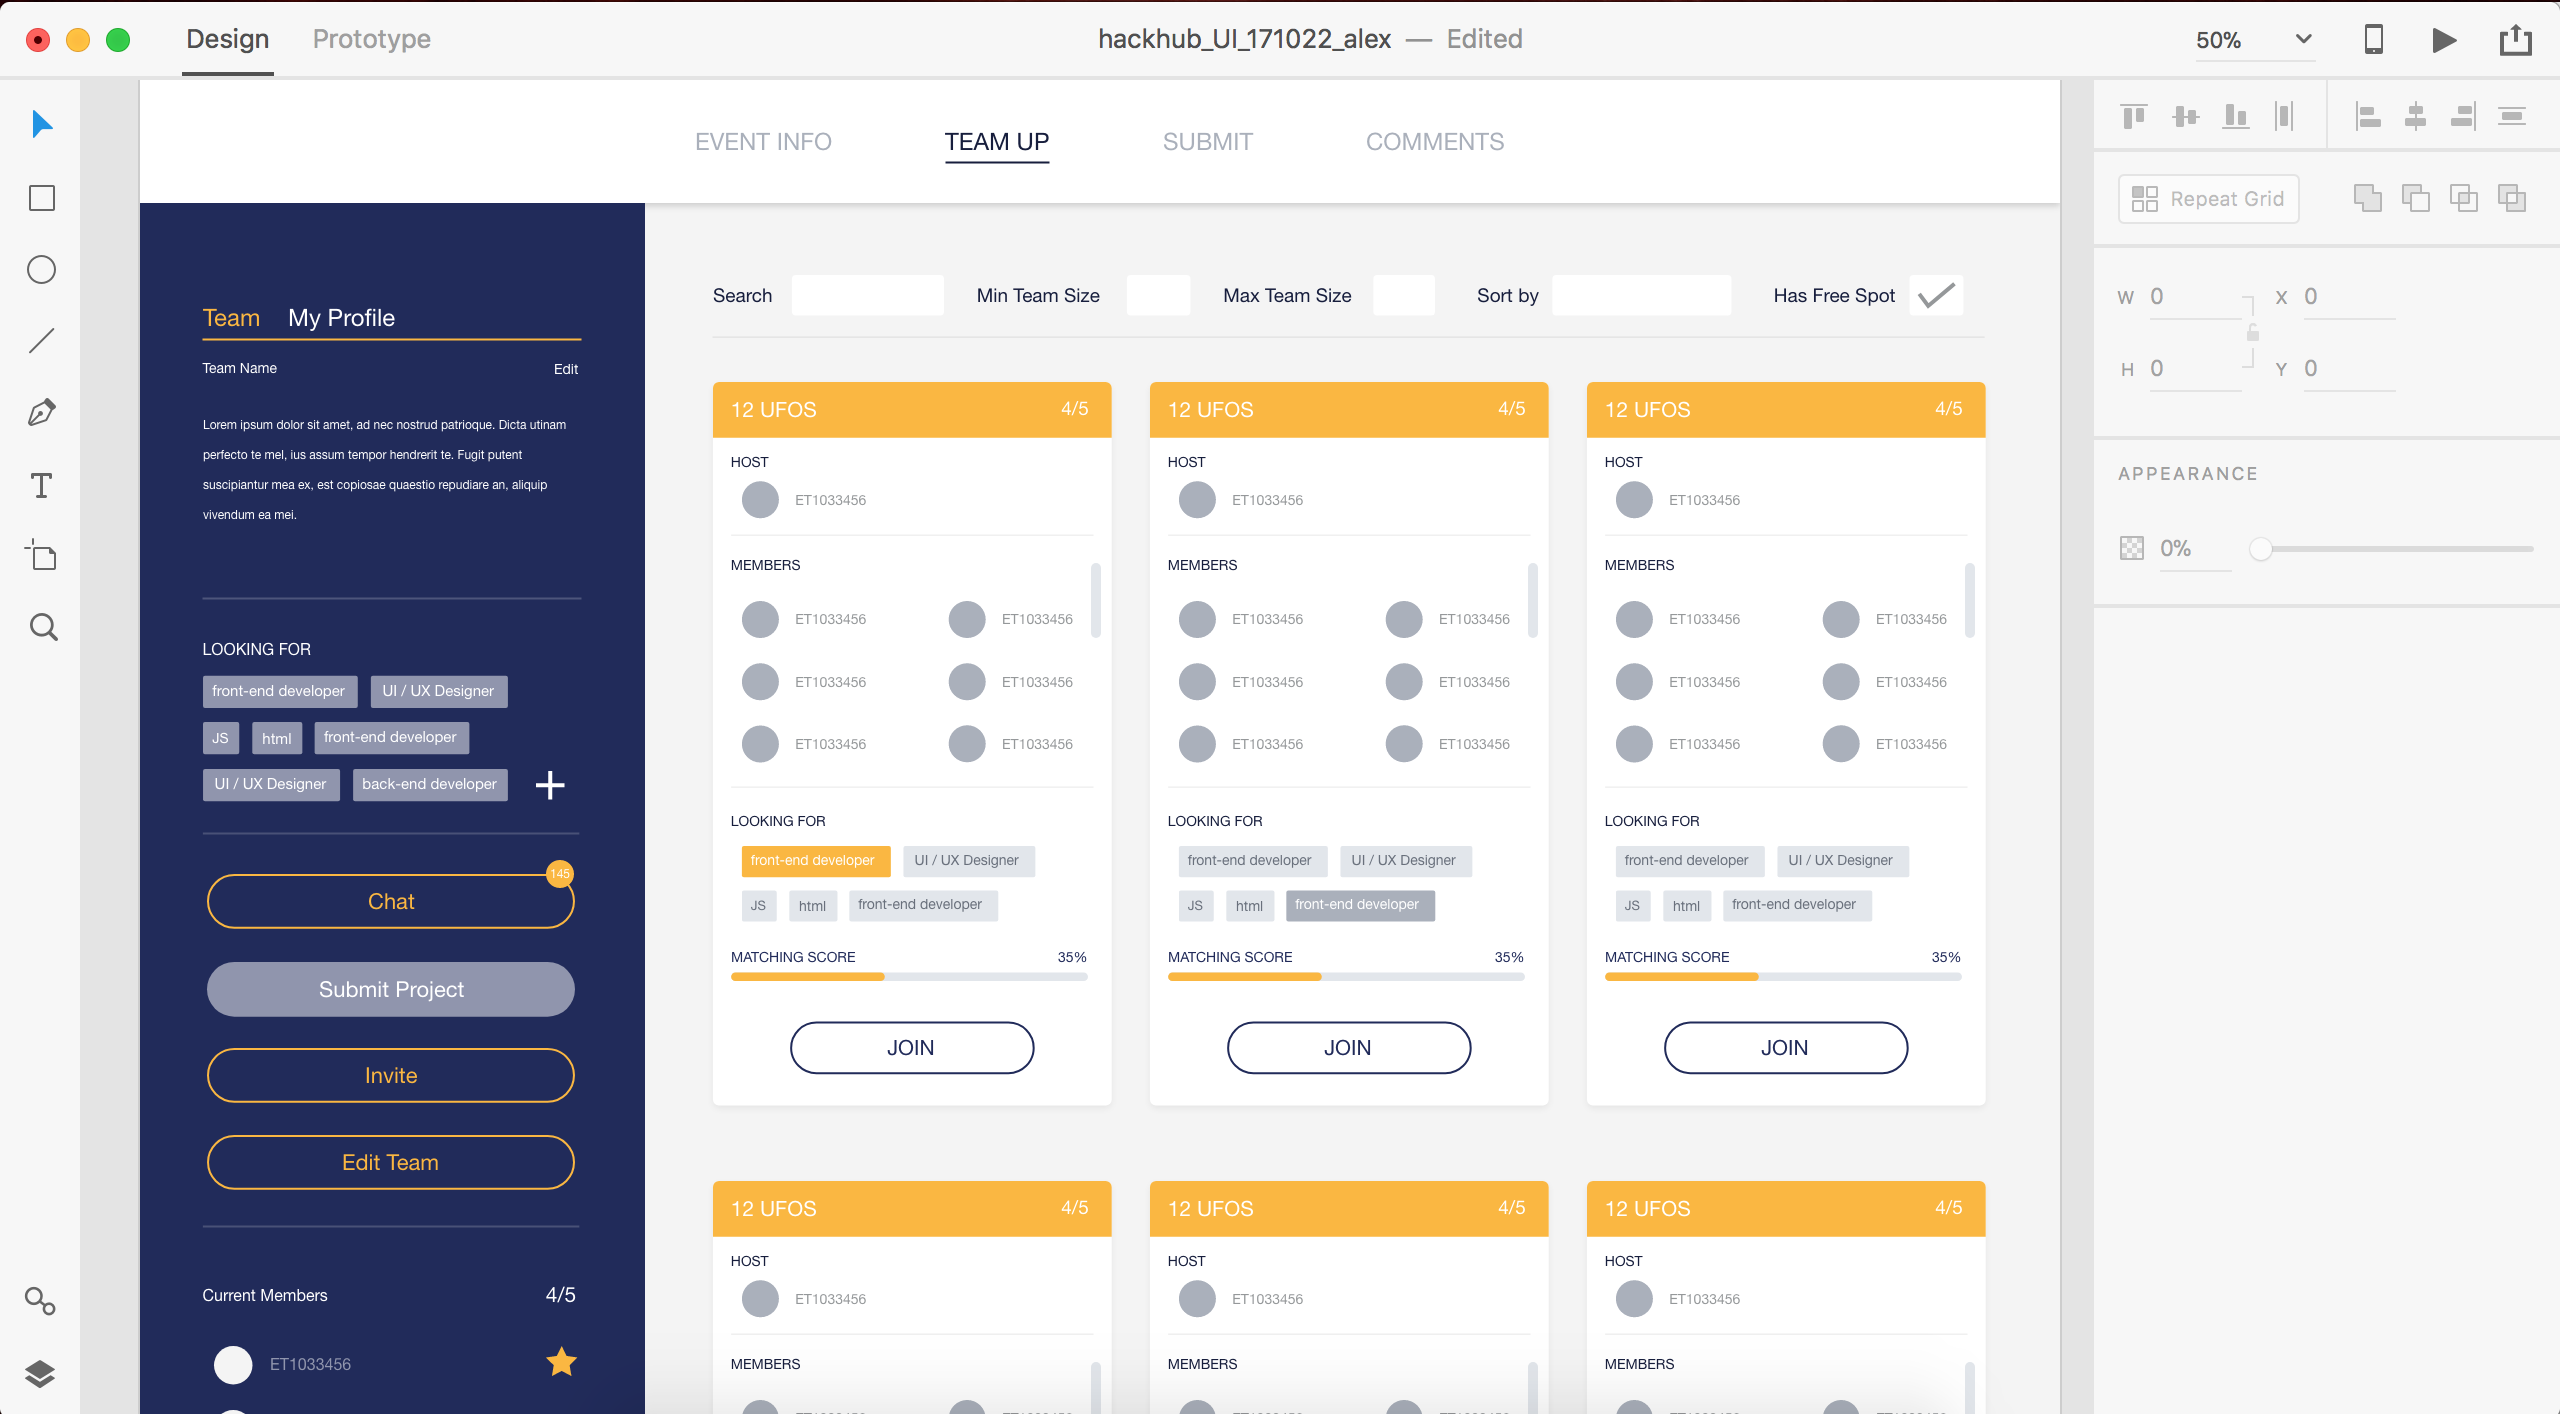 Design Prototype hackhub_UI_171022_alex — Edited 50%
EVENT INFO TEAM UP SUBMIT COMMENTS
Repeat Grid
W 0 X 0
H 0 Y 0
APPEARANCE
0%
Team My Profile
Team Name Edit
Lorem ipsum dolor sit amet, ad nec nostrud patrioque. Dicta utinam
perfecto te mel, ius assum tempor hendrerit te. Fugit putent
suscipiantur mea ex, est copiosae quaestio repudiare an, aliquip
vivendum ea mei.
LOOKING FOR
front-end developer UI / UX Designer
JS html front-end developer
UI / UX Designer back-end developer
145
Chat
Submit Project
Invite
Edit Team
Current Members 4/5
ET1033456
Search Min Team Size Max Team Size Sort by Has Free Spot
12 UFOS 4/5
HOST
ET1033456
MEMBERS
ET1033456 ET1033456
ET1033456 ET1033456
ET1033456 ET1033456
LOOKING FOR
front-end developer UI / UX Designer
JS html front-end developer
MATCHING SCORE 35%
JOIN
12 UFOS 4/5
HOST
ET1033456
MEMBERS
ET1033456 ET1033456
ET1033456 ET1033456
ET1033456 ET1033456
LOOKING FOR
front-end developer UI / UX Designer
JS html front-end developer
MATCHING SCORE 35%
JOIN
12 UFOS 4/5
HOST
ET1033456
MEMBERS
ET1033456 ET1033456
ET1033456 ET1033456
ET1033456 ET1033456
LOOKING FOR
front-end developer UI / UX Designer
JS html front-end developer
MATCHING SCORE 35%
JOIN
12 UFOS 4/5
HOST
ET1033456
MEMBERS
12 UFOS 4/5
HOST
ET1033456
MEMBERS
12 UFOS 4/5
HOST
ET1033456
MEMBERS